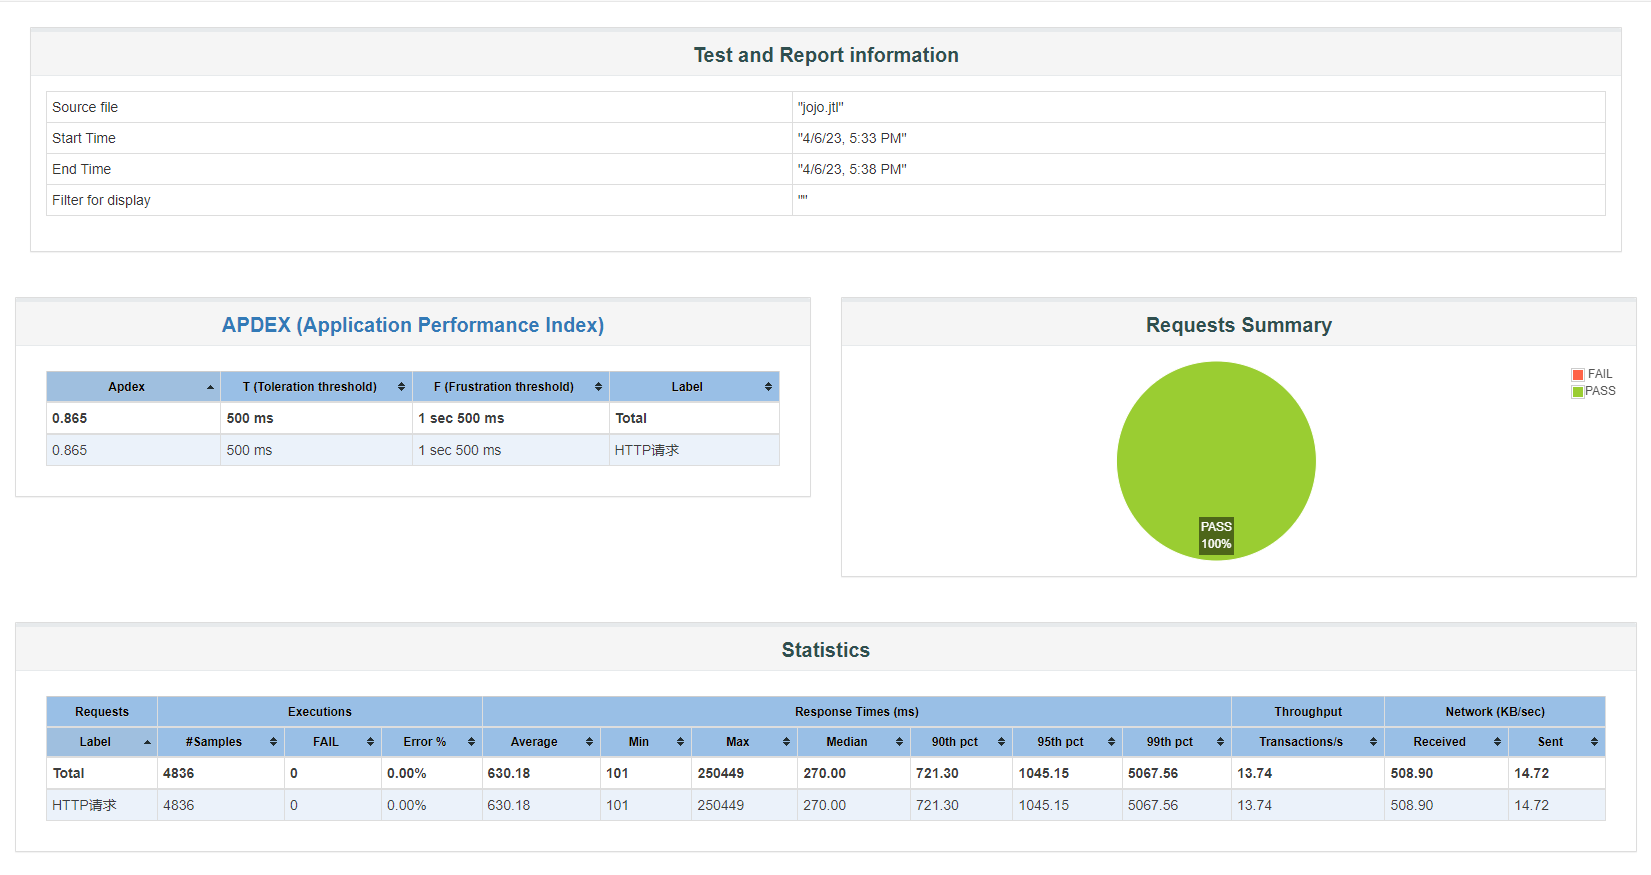 Test and Report information
Source file "jojo.jtl"
Start Time "4/6/23, 5:33 PM"
End Time "4/6/23, 5:38 PM"
Filter for display ""
APDEX (Application Performance Index)
Apdex T (Toleration threshold) F (Frustration threshold) Label
0.865 500 ms 1 sec 500 ms Total
0.865 500 ms 1 sec 500 ms HTTP请求
Requests Summary
FAIL
PASS
PASS
100%
Statistics
Requests Executions Response Times (ms) Throughput Network (KB/sec)
Label #Samples FAIL Error % Average Min Max Median 90th pct 95th pct 99th pct Transactions/s Received Sent
Total 4836 0 0.00% 630.18 101 250449 270.00 721.30 1045.15 5067.56 13.74 508.90 14.72
HTTP请求 4836 0 0.00% 630.18 101 250449 270.00 721.30 1045.15 5067.56 13.74 508.90 14.72